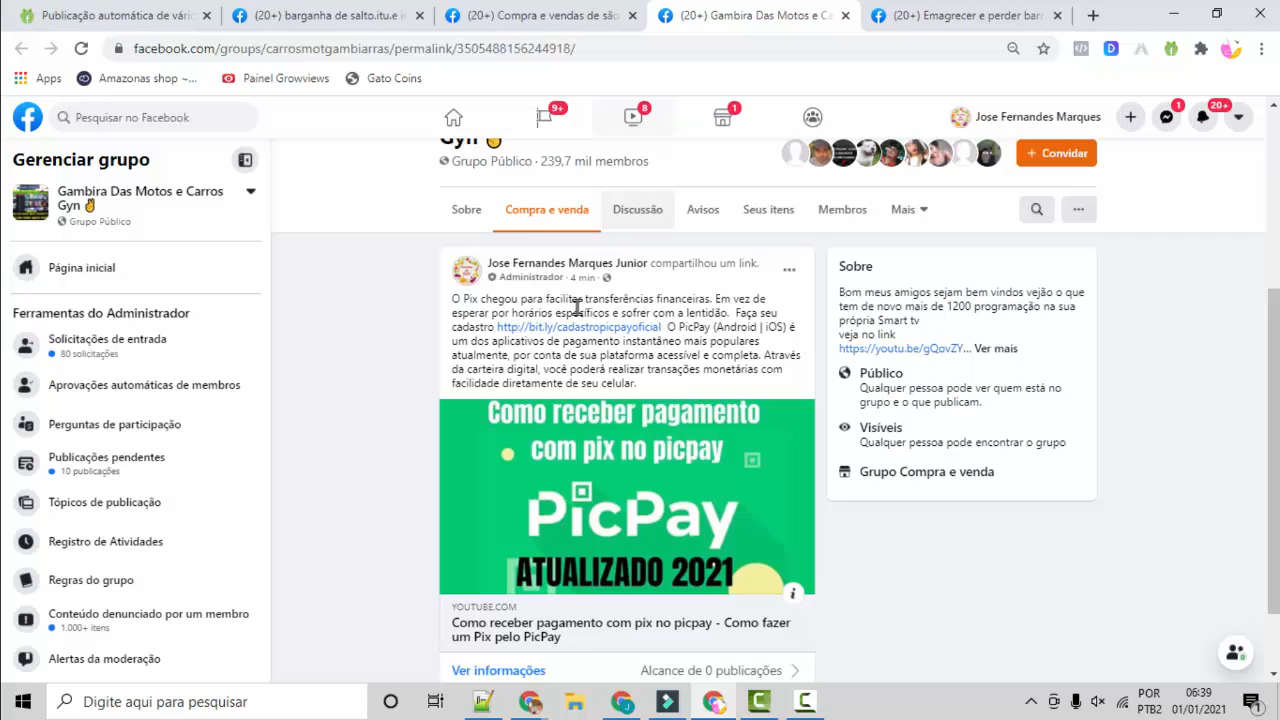 Publicação automática de vári
(20+) barganha de salto.itu.e in
(20+) Compra e vendas de são
(20+) Gambira Das Motos e Ca
(20+) Emagrecer e perder barr
facebook.com/groups/carrosmotgambiarras/permalink/3505488156244918/
Apps
Amazonas shop ~...
Painel Growviews
Gato Coins
Pesquisar no Facebook
9+
8
1
Jose Fernandes Marques
1
20+
Gerenciar grupo
Gambira Das Motos e Carros
Gyn ✌
Grupo Público
Página inicial
Ferramentas do Administrador
Solicitações de entrada
80 solicitações
Aprovações automáticas de membros
Perguntas de participação
Publicações pendentes
10 publicações
Tópicos de publicação
Registro de Atividades
Regras do grupo
Conteúdo denunciado por um membro
1.000+ itens
Alertas da moderação
Gyn ✌
Grupo Público · 239,7 mil membros
+ Convidar
Sobre
Compra e venda
Discussão
Avisos
Seus itens
Membros
Mais
Jose Fernandes Marques Junior compartilhou um link.
Administrador · 4 min ·
O Pix chegou para facilitar transferências financeiras. Em vez de
esperar por horários específicos e sofrer com a lentidão. Faça seu
cadastro http://bit.ly/cadastropicpayoficial O PicPay (Android | iOS) é
um dos aplicativos de pagamento instantâneo mais populares
atualmente, por conta de sua plataforma acessível e completa. Através
da carteira digital, você poderá realizar transações monetárias com
facilidade diretamente de seu celular.
Como receber pagamento
com pix no picpay
PicPay
ATUALIZADO 2021
YOUTUBE.COM
Como receber pagamento com pix no picpay - Como fazer
um Pix pelo PicPay
Ver informações
Alcance de 0 publicações
Sobre
Bom meus amigos sejam bem vindos vejão o que
tem de novo mais de 1200 programação na sua
própria Smart tv
veja no link
https://youtu.be/gQovZY... Ver mais
Público
Qualquer pessoa pode ver quem está no
grupo e o que publicam.
Visíveis
Qualquer pessoa pode encontrar o grupo
Grupo Compra e venda
Digite aqui para pesquisar
POR
PTB2
06:39
01/01/2021
1